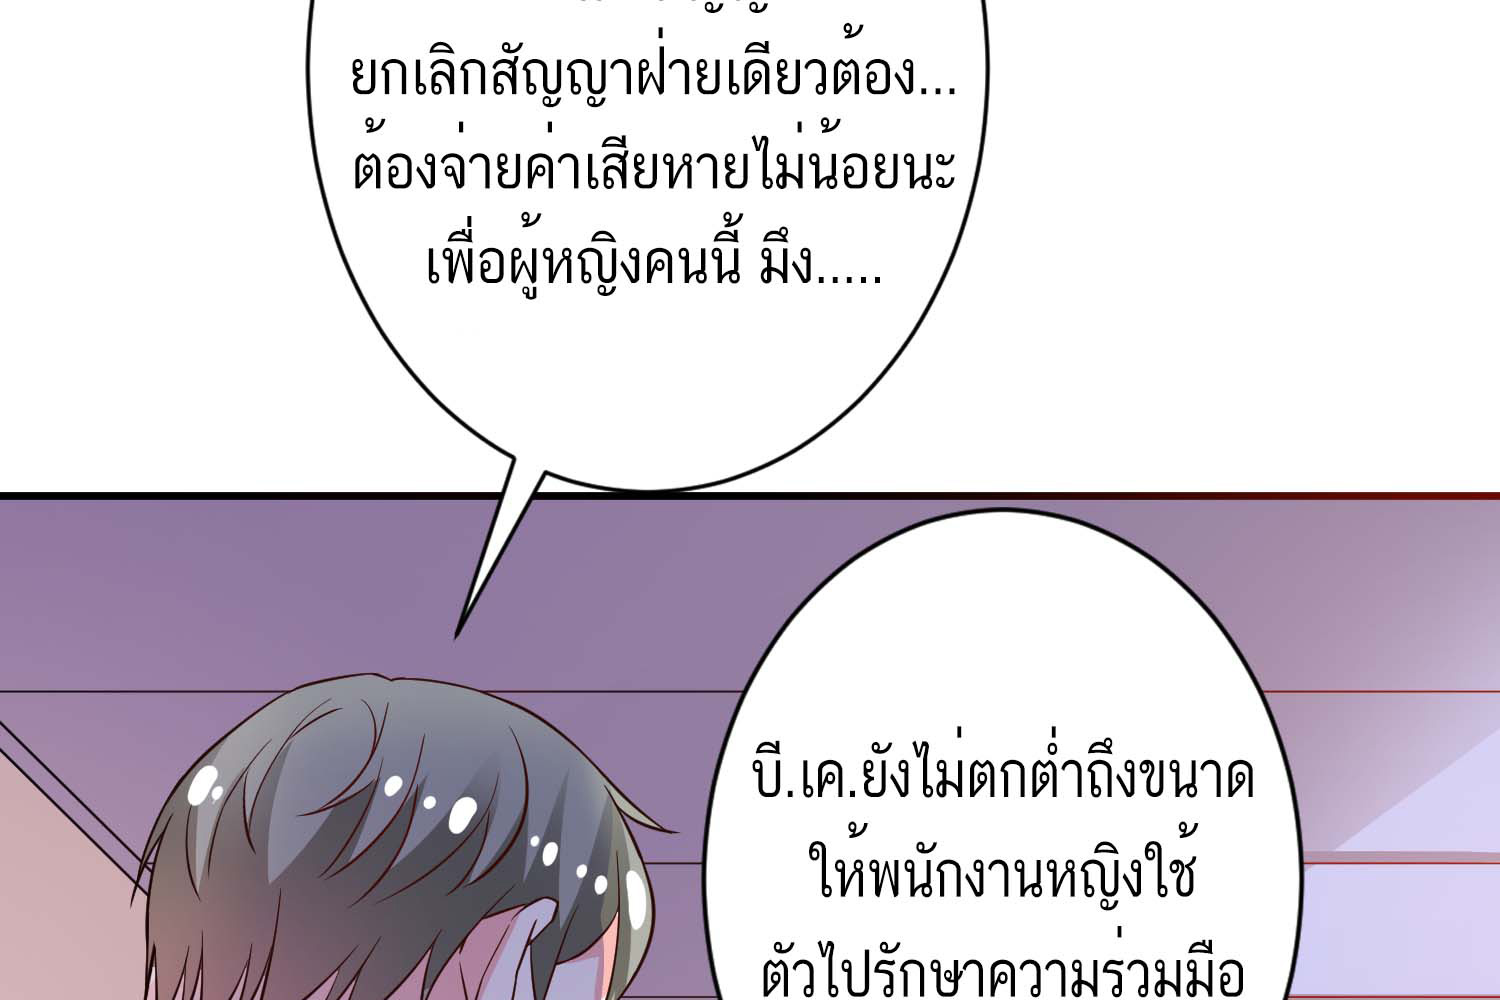 ยกเลิกสัญญาฝ่ายเดียวต้อง...
ต้องจ่ายค่าเสียหายไม่น้อยนะ
เพื่อผู้หญิงคนนี้ มึง.....
บี.เค.ยังไม่ตกต่ำถึงขนาด
ให้พนักงานหญิงใช้
ตัวไปรักษาความร่วมมือ